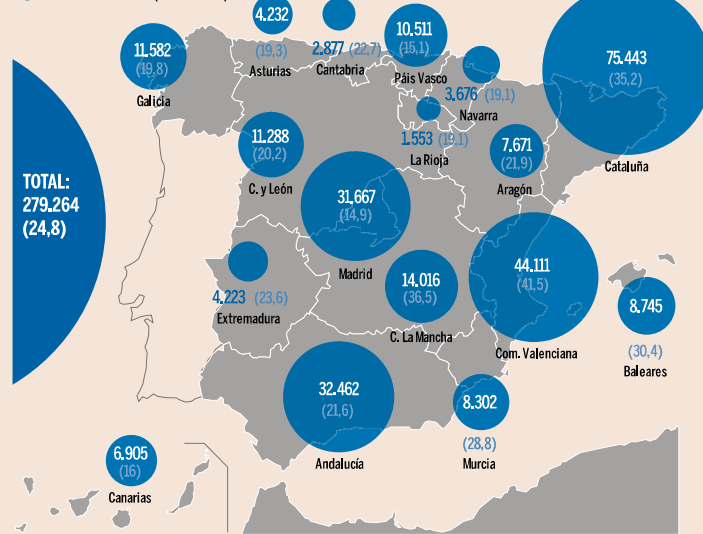 4.232
(19,3)
Asturias
2.877 (22,7)
Cantabria
10.511
(15,1)
Páis Vasco
11.582
(19,8)
Galicia
75.443
(35,2)
Cataluña
3.676 (19,1)
Navarra
1.553 (19,1)
La Rioja
11.288
(20,2)
C. y León
7.671
(21,9)
Aragón
TOTAL:
279.264
(24,8)
31.667
(14,9)
Madrid
4.223 (23,6)
Extremadura
14.016
(36,5)
C. La Mancha
44.111
(41,5)
Com. Valenciana
8.745
(30,4)
Baleares
32.462
(21,6)
Andalucía
8.302
(28,8)
Murcia
6.905
(16)
Canarias